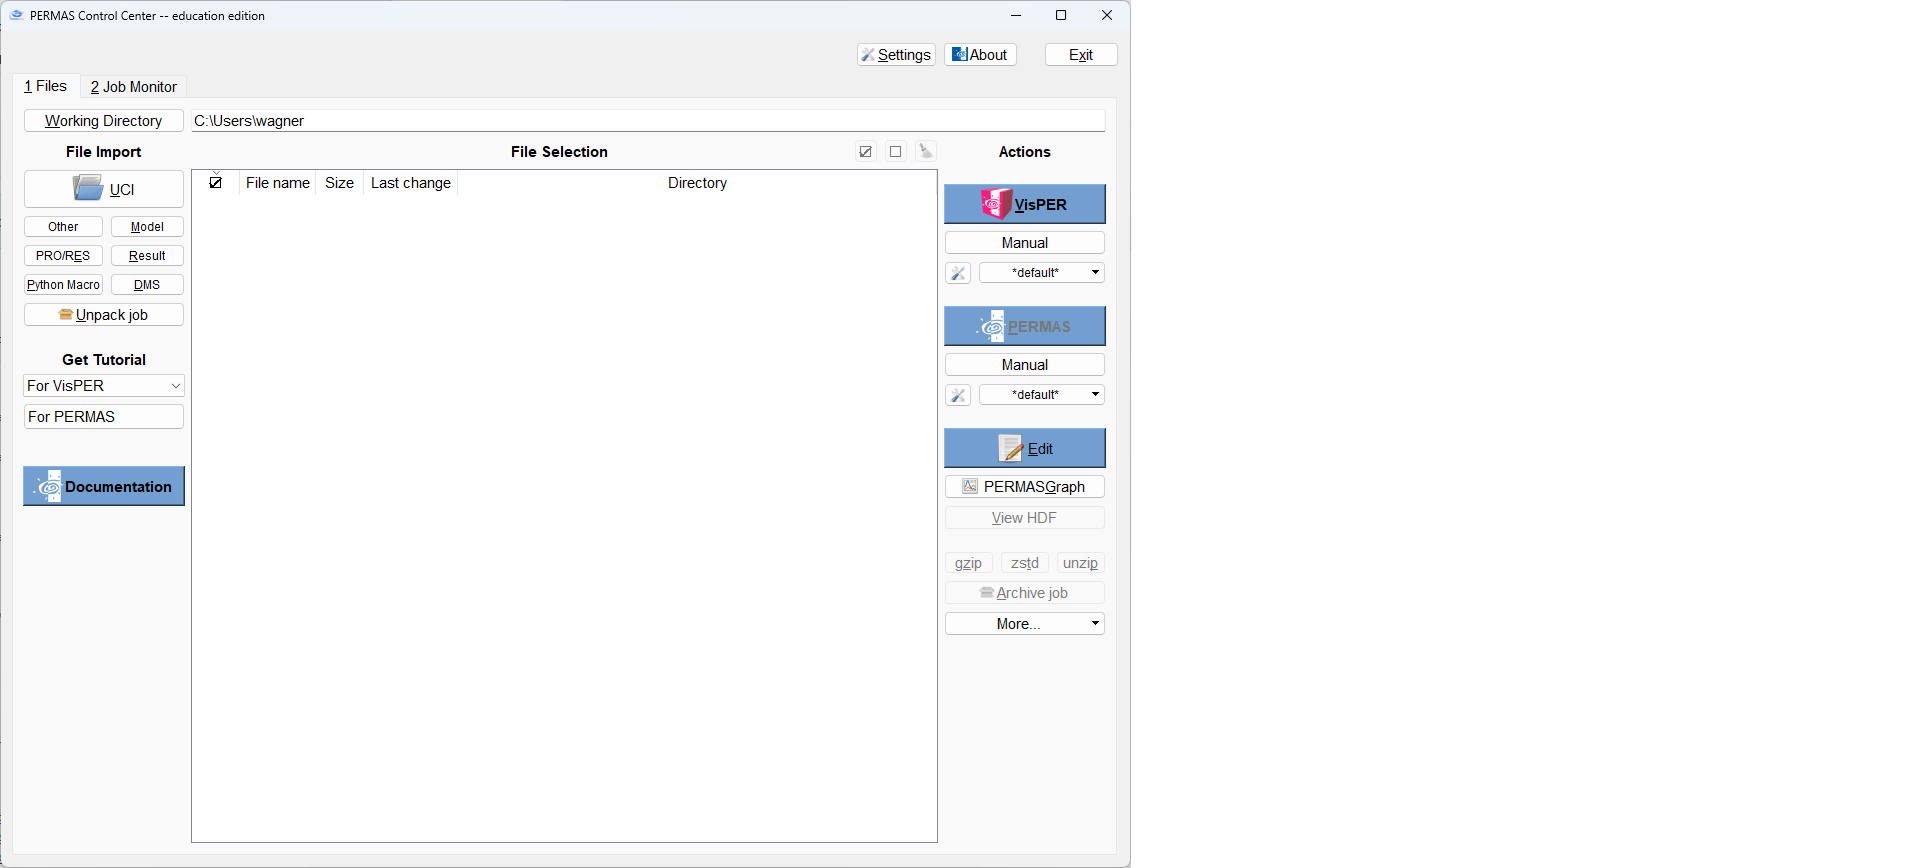 PERMAS Control Center -- education edition
Settings About Exit
1 Files 2 Job Monitor
Working Directory C:\Users\wagner
File Import File Selection Actions
UCI
File name Size Last change Directory
VisPER
Other Model
Manual
PRO/RES Result
*default*
Python Macro DMS
Unpack job
PERMAS
Get Tutorial
Manual
For VisPER
*default*
For PERMAS
Edit
Documentation
PERMASGraph
View HDF
gzip zstd unzip
Archive job
More...